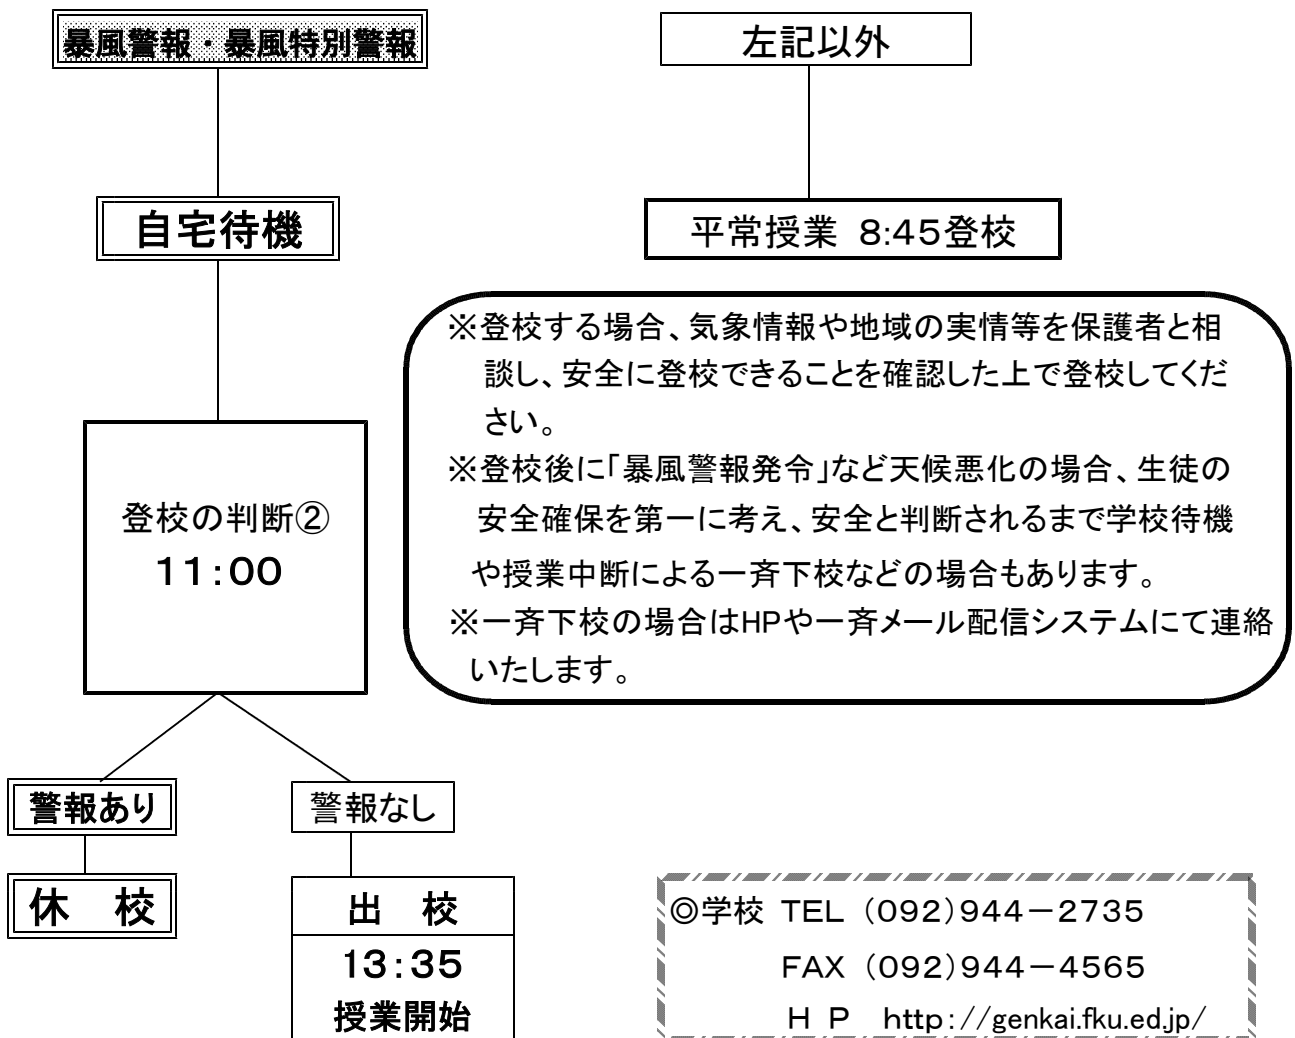 暴風警報・暴風特別警報
左記以外
自宅待機
平常授業 8:45登校
※登校する場合、気象情報や地域の実情等を保護者と相
談し、安全に登校できることを確認した上で登校してくだ
さい。
※登校後に「暴風警報発令」など天候悪化の場合、生徒の
安全確保を第一に考え、安全と判断されるまで学校待機
や授業中断による一斉下校などの場合もあります。
※一斉下校の場合はHPや一斉メール配信システムにて連絡
いたします。
登校の判断②
11:00
警報あり
警報なし
休　校
出　校
13:35
授業開始
◎学校 TEL (092)944－2735
FAX (092)944－4565
H P http://genkai.fku.ed.jp/